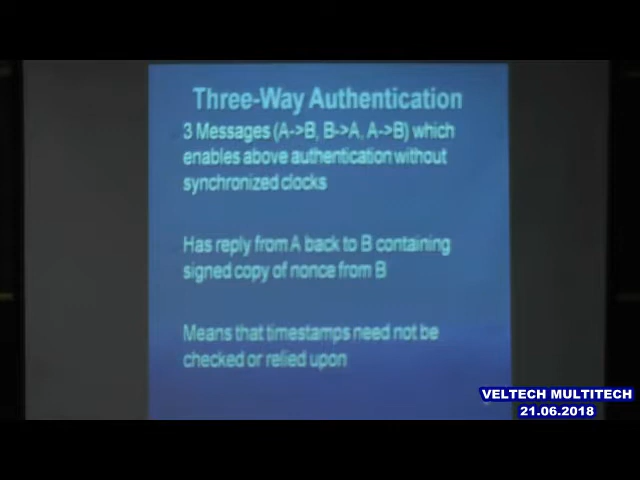 Three-Way Authentication
3 Messages (A->B, B->A, A->B) which
enables above authentication without
synchronized clocks
Has reply from A back to B containing
signed copy of nonce from B
Means that timestamps need not be
checked or relied upon
VELTECH MULTITECH
21.06.2018